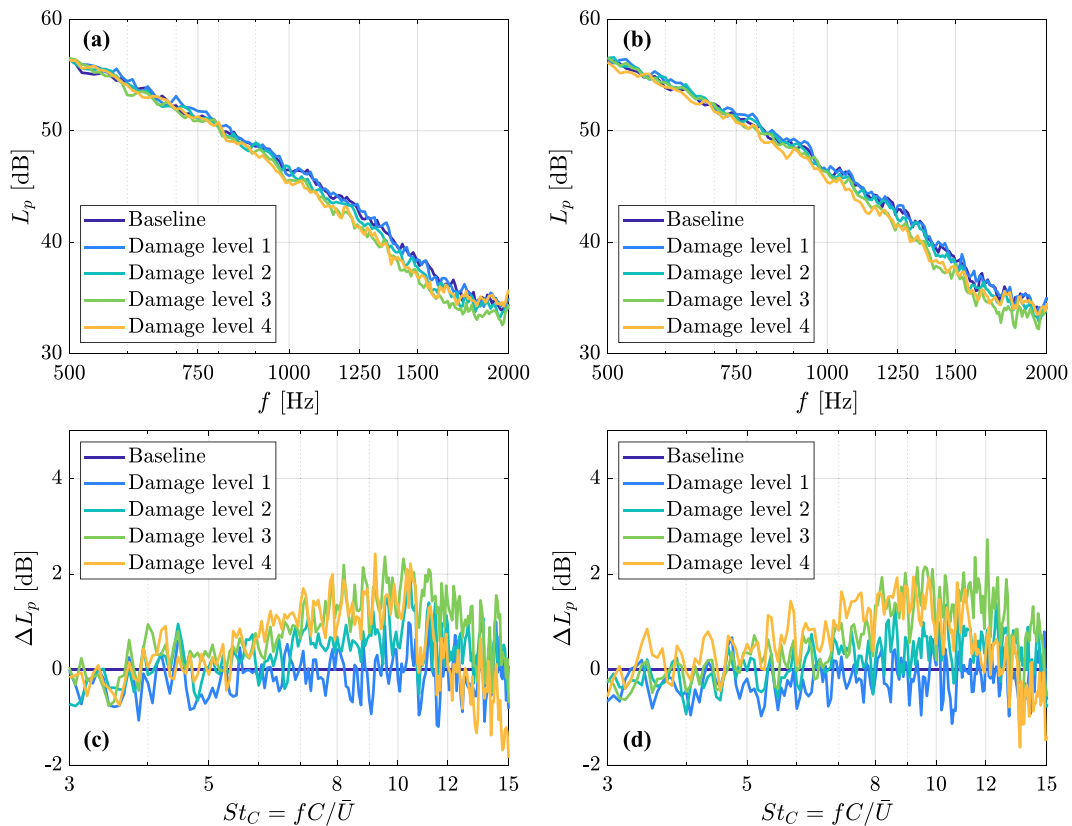 (a)
60
50
40
30
L_p [dB]
Baseline
Damage level 1
Damage level 2
Damage level 3
Damage level 4
500
750
1000
1250
1500
2000
f [Hz]
(b)
60
50
40
30
L_p [dB]
Baseline
Damage level 1
Damage level 2
Damage level 3
Damage level 4
500
750
1000
1250
1500
2000
f [Hz]
(c)
4
2
0
-2
ΔL_p [dB]
Baseline
Damage level 1
Damage level 2
Damage level 3
Damage level 4
3
5
8
10
12
15
St_C = fC/Ū
(d)
4
2
0
-2
ΔL_p [dB]
Baseline
Damage level 1
Damage level 2
Damage level 3
Damage level 4
3
5
8
10
12
15
St_C = fC/Ū